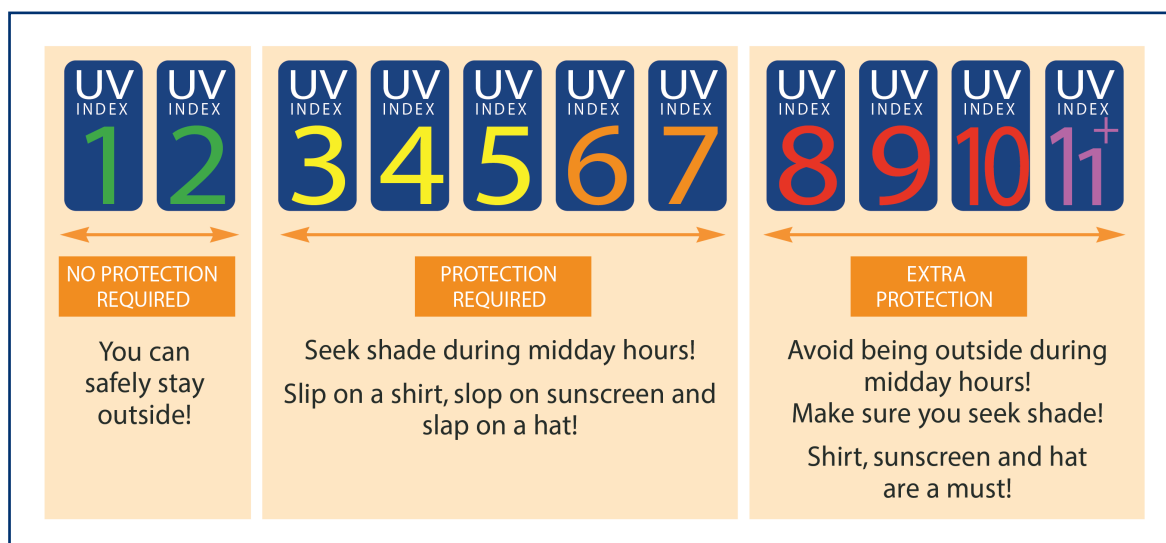 UV
INDEX
1
UV
INDEX
2
UV
INDEX
3
UV
INDEX
4
UV
INDEX
5
UV
INDEX
6
UV
INDEX
7
UV
INDEX
8
UV
INDEX
9
UV
INDEX
10
UV
INDEX
11+
NO PROTECTION
REQUIRED
You can
safely stay
outside!
PROTECTION
REQUIRED
Seek shade during midday hours!
Slip on a shirt, slop on sunscreen and
slap on a hat!
EXTRA
PROTECTION
Avoid being outside during
midday hours!
Make sure you seek shade!
Shirt, sunscreen and hat
are a must!